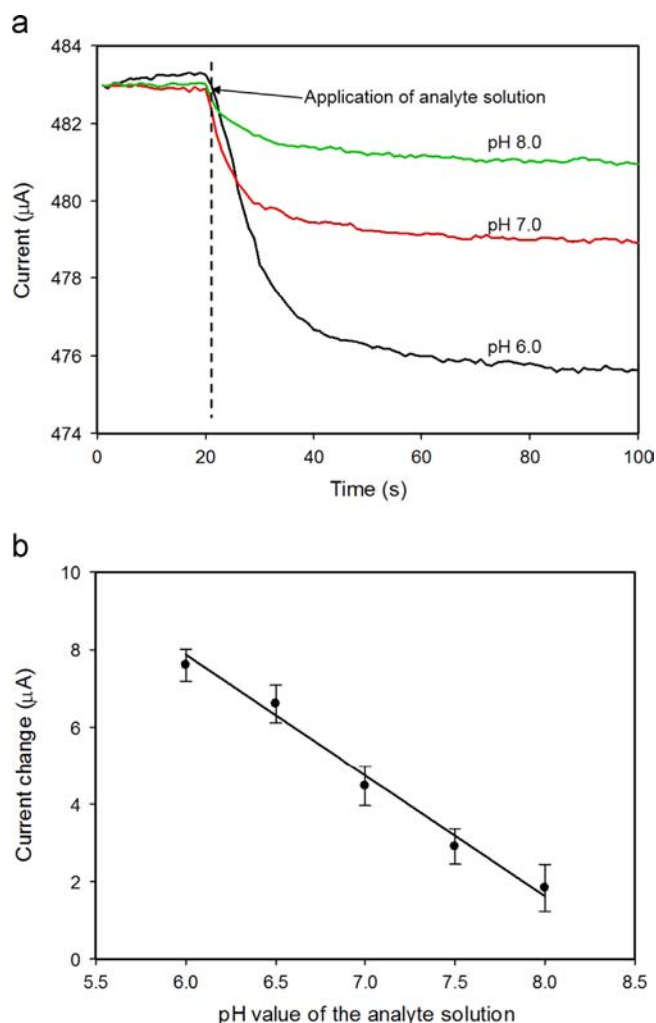 a
484
482
480
478
476
474
Current (µA)
Application of analyte solution
pH 8.0
pH 7.0
pH 6.0
0 20 40 60 80 100
Time (s)
b
10
8
6
4
2
0
Current change (µA)
5.5 6.0 6.5 7.0 7.5 8.0 8.5
pH value of the analyte solution